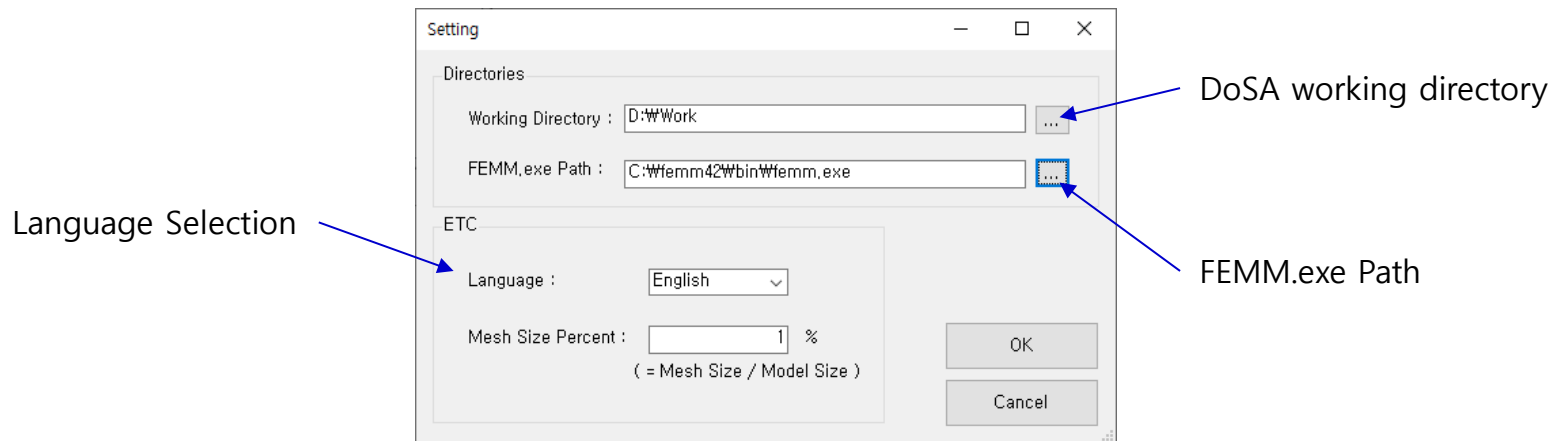 Setting
Directories
Working Directory : D:₩Work ...
DoSA working directory
FEMM,exe Path : C:₩femm42₩bin₩femm,exe ...
Language Selection
ETC
FEMM.exe Path
Language : English
Mesh Size Percent : 1 %
( = Mesh Size / Model Size )
OK
Cancel